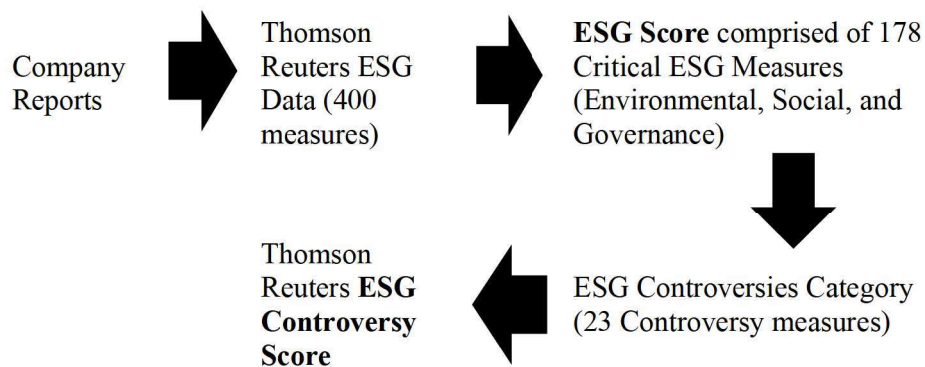 Company
Reports
Thomson
Reuters ESG
Data (400
measures)
ESG Score comprised of 178
Critical ESG Measures
(Environmental, Social, and
Governance)
ESG Controversies Category
(23 Controversy measures)
Thomson
Reuters ESG
Controversy
Score